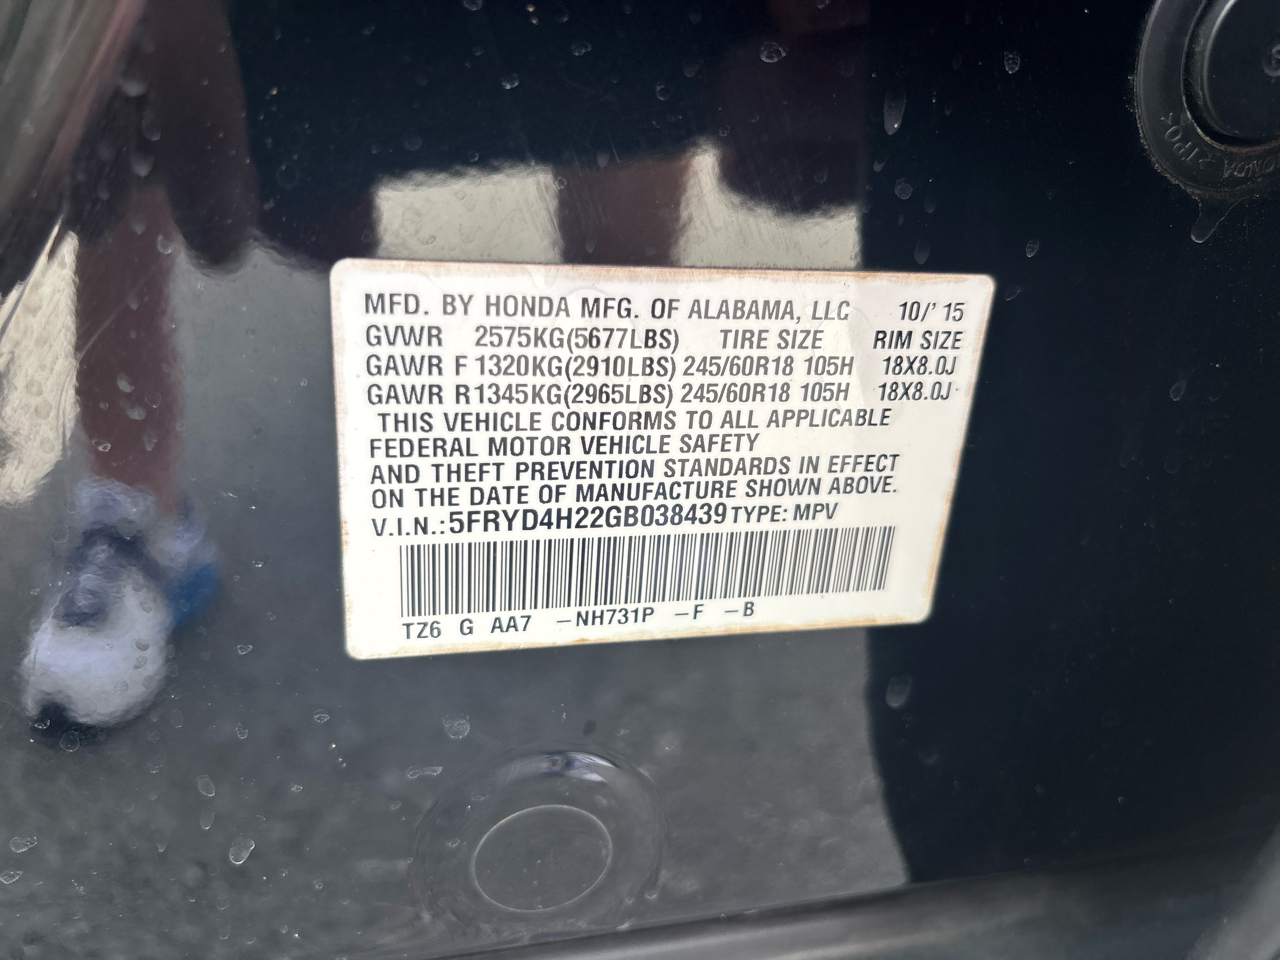 MFD. BY HONDA MFG. OF ALABAMA, LLC 10/'15
GVWR 2575KG(5677LBS) TIRE SIZE RIM SIZE
GAWR F 1320KG(2910LBS) 245/60R18 105H 18X8.0J
GAWR R 1345KG(2965LBS) 245/60R18 105H 18X8.0J
THIS VEHICLE CONFORMS TO ALL APPLICABLE
FEDERAL MOTOR VEHICLE SAFETY
AND THEFT PREVENTION STANDARDS IN EFFECT
ON THE DATE OF MANUFACTURE SHOWN ABOVE.
V.I.N.:5FRYD4H22GB038439 TYPE: MPV
TZ6 G AA7 –NH731P –F –B